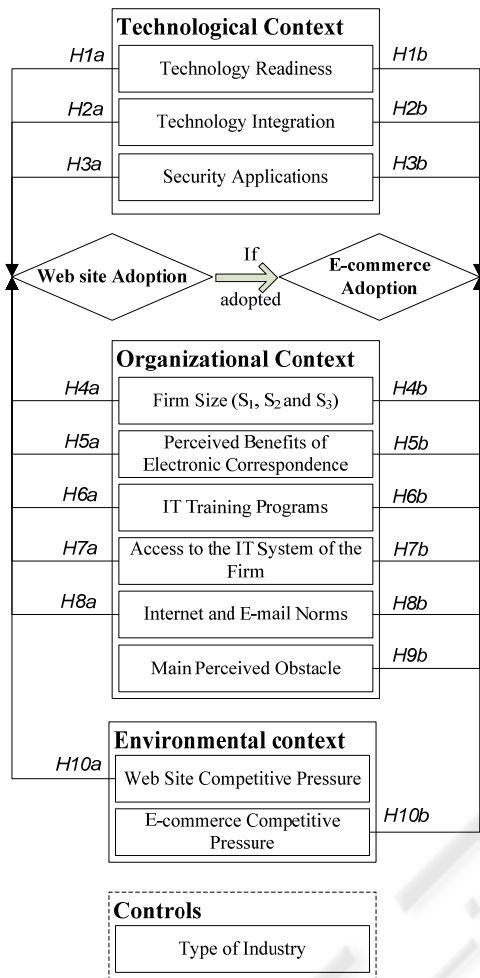 Technological Context
H1a
Technology Readiness
H1b
H2a
Technology Integration
H2b
H3a
Security Applications
H3b
Web site Adoption
If
adopted
E-commerce
Adoption
Organizational Context
H4a
Firm Size (S₁, S₂ and S₃)
H4b
H5a
Perceived Benefits of
Electronic Correspondence
H5b
H6a
IT Training Programs
H6b
H7a
Access to the IT System of the
Firm
H7b
H8a
Internet and E-mail Norms
H8b
Main Perceived Obstacle
H9b
Environmental context
H10a
Web Site Competitive Pressure
E-commerce Competitive
Pressure
H10b
Controls
Type of Industry